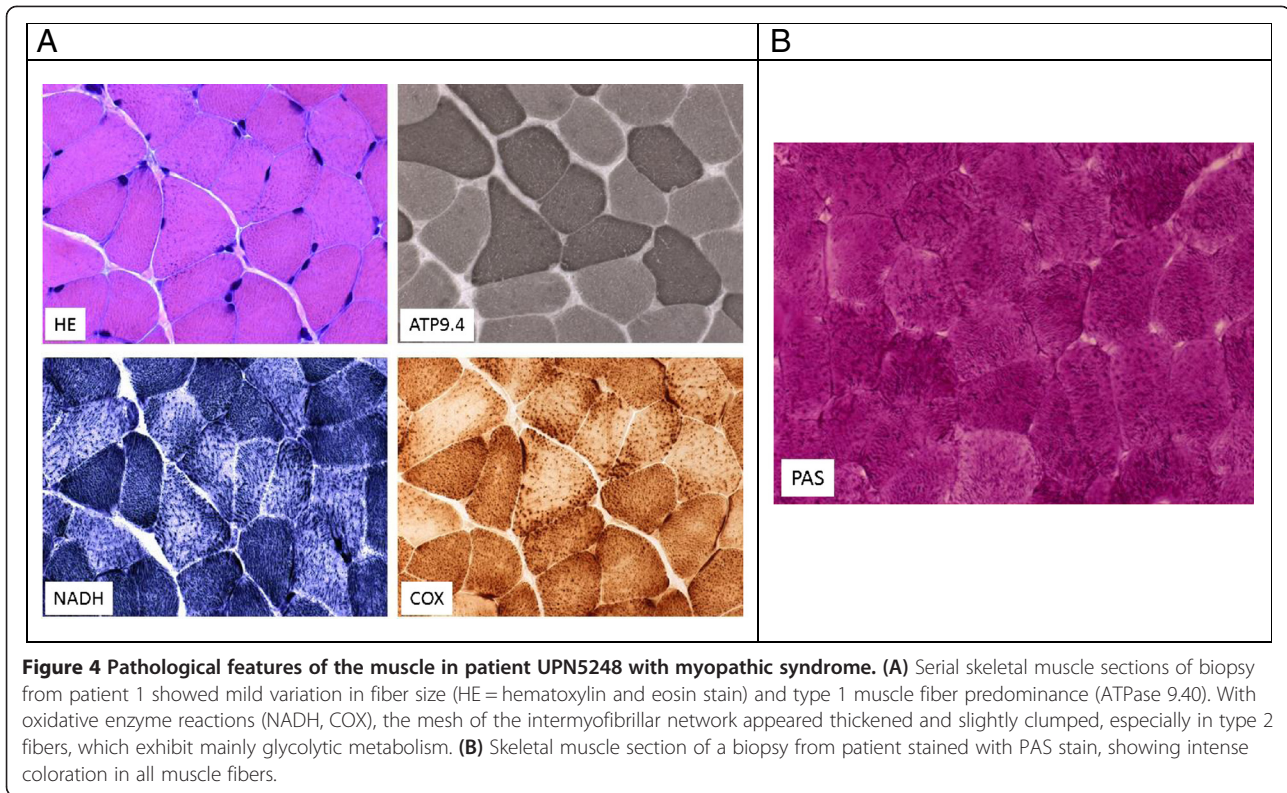 A
B
HE
ATP9.4
NADH
COX
PAS
Figure 4 Pathological features of the muscle in patient UPN5248 with myopathic syndrome. (A) Serial skeletal muscle sections of biopsy
from patient 1 showed mild variation in fiber size (HE = hematoxylin and eosin stain) and type 1 muscle fiber predominance (ATPase 9.40). With
oxidative enzyme reactions (NADH, COX), the mesh of the intermyofibrillar network appeared thickened and slightly clumped, especially in type 2
fibers, which exhibit mainly glycolytic metabolism. (B) Skeletal muscle section of a biopsy from patient stained with PAS stain, showing intense
coloration in all muscle fibers.